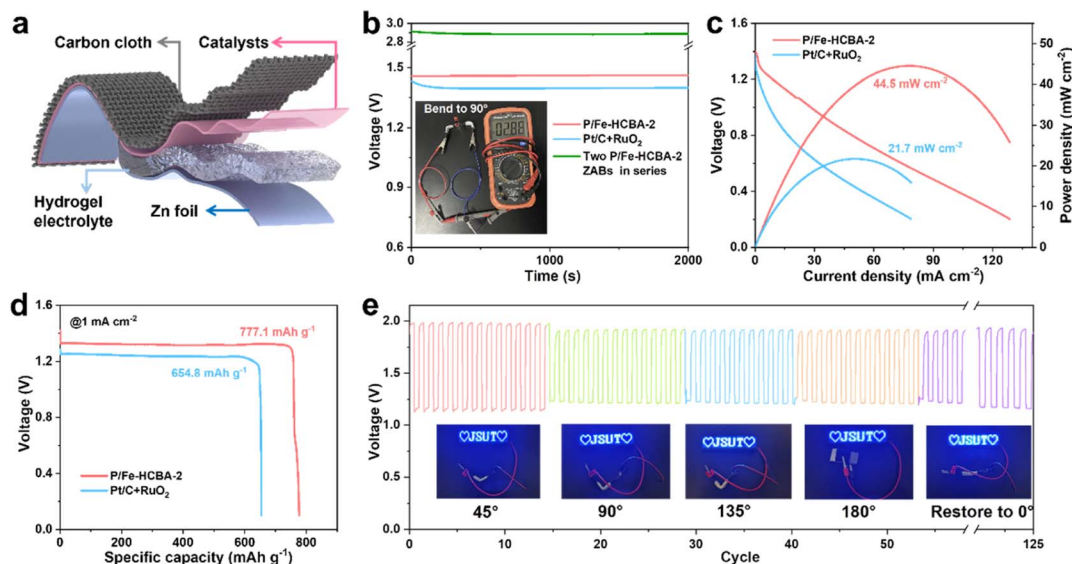 a
Carbon cloth
Catalysts
Hydrogel
electrolyte
Zn foil
b
Voltage (V)
3.0
2.9
2.8
1.5
1.2
0.9
0.6
Bend to 90°
0288
P/Fe-HCBA-2
Pt/C+RuO₂
Two P/Fe-HCBA-2
ZABs in series
0
500
1000
1500
2000
Time (s)
c
Voltage (V)
1.6
1.2
0.8
0.4
0.0
P/Fe-HCBA-2
Pt/C+RuO₂
44.5 mW cm⁻²
21.7 mW cm⁻²
50
40
30
20
10
0
Power density (mW cm⁻²)
0
30
60
90
120
Current density (mA cm⁻²)
d
Voltage (V)
1.6
1.2
0.8
0.4
0.0
@1 mA cm⁻²
777.1 mAh g⁻¹
654.8 mAh g⁻¹
P/Fe-HCBA-2
Pt/C+RuO₂
0
200
400
600
800
Specific capacity (mAh g⁻¹)
e
Voltage (V)
2.0
1.5
1.0
0.5
0.0
♡JSUT♡
♡JSUT♡
♡JSUT♡
♡JSUT♡
♡JSUT♡
45°
90°
135°
180°
Restore to 0°
0
10
20
30
40
50
125
Cycle